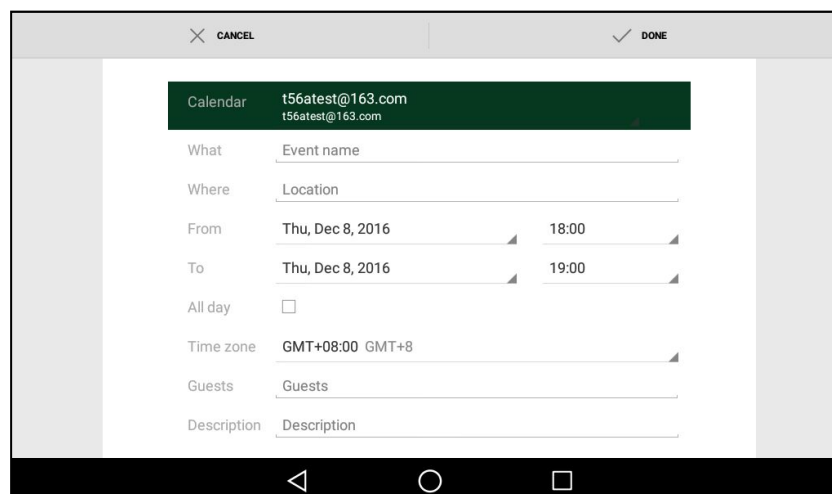 CANCEL DONE
Calendar t56atest@163.com
t56atest@163.com
What Event name
Where Location
From Thu, Dec 8, 2016 18:00
To Thu, Dec 8, 2016 19:00
All day
Time zone GMT+08:00 GMT+8
Guests Guests
Description Description